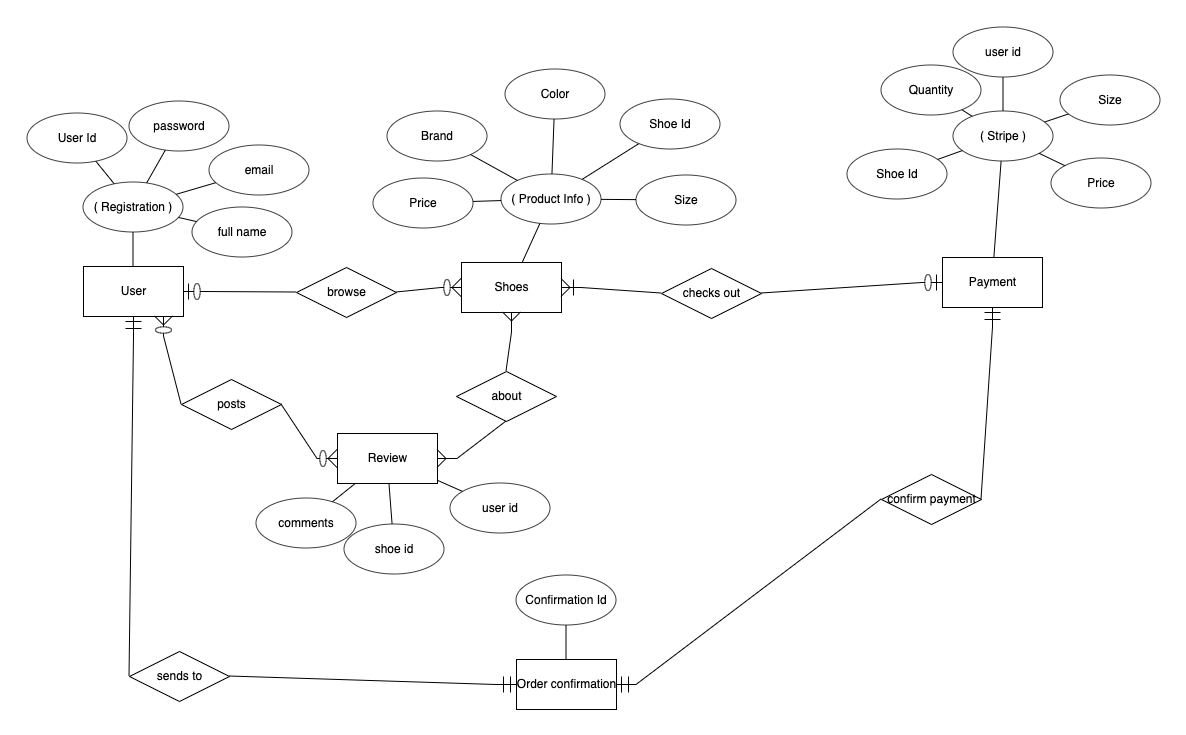 user id
Quantity
Color
Size
Brand
Shoe Id
User Id
password
( Stripe )
email
Shoe Id
Price
( Registration )
Price
( Product Info )
Size
full name
User
browse
Shoes
checks out
Payment
posts
about
Review
comments
user id
shoe id
confirm payment
Confirmation Id
sends to
Order confirmation